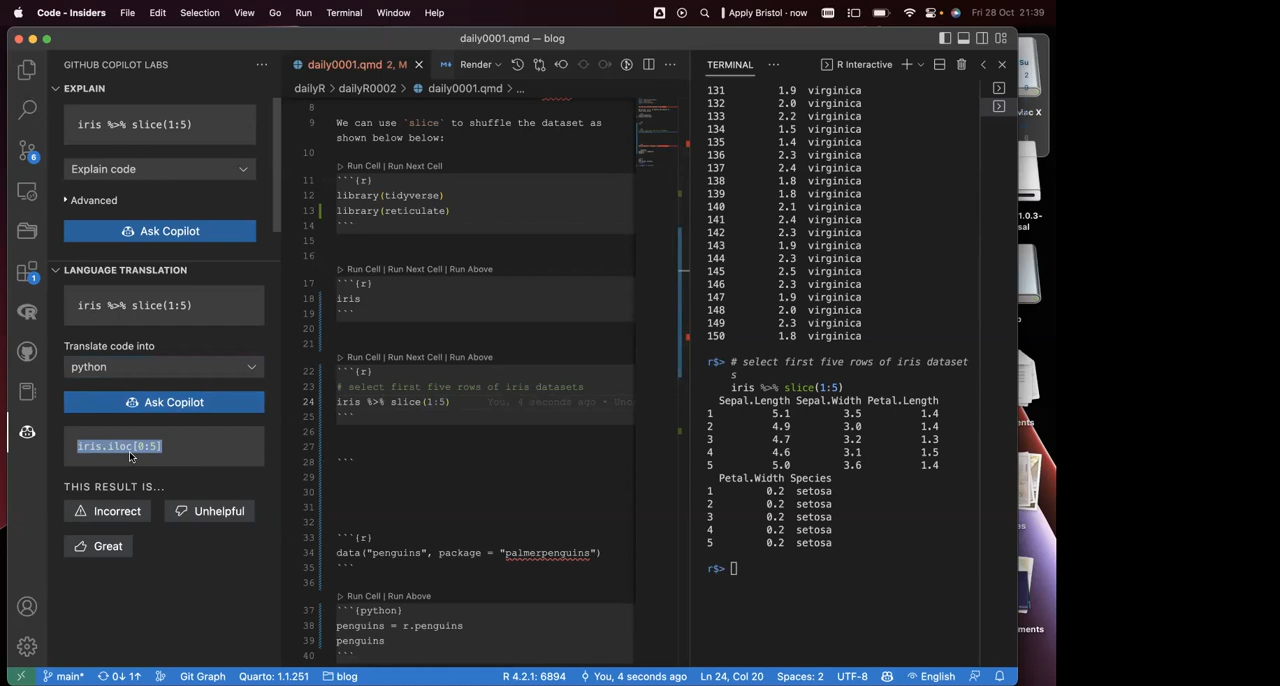 Code - Insiders File Edit Selection View Go Run Terminal Window Help Apply Bristol · now Fri 28 Oct 21:39
daily0001.qmd — blog
GITHUB COPILOT LABS
EXPLAIN
iris %>% slice(1:5)
Explain code
Advanced
Ask Copilot
LANGUAGE TRANSLATION
iris %>% slice(1:5)
Translate code into
python
Ask Copilot
iris.iloc[0:5]
THIS RESULT IS...
Incorrect Unhelpful
Great
6
1
daily0001.qmd 2, M Render
dailyR > dailyR0002 > daily0001.qmd > ...
8
9 We can use `slice` to shuffle the dataset as
shown below below:
10
Run Cell | Run Next Cell
11 ```{r}
12 library(tidyverse)
13 library(reticulate)
14 ```
15
16
Run Cell | Run Next Cell | Run Above
17 ```{r}
18 iris
19 ```
20
21
Run Cell | Run Next Cell | Run Above
22 ```{r}
23 # select first five rows of iris datasets
24 iris %>% slice(1:5) You, 4 seconds ago • Unc
25 ```
26
27
28 ```
29
30
31
32
33 ```{r}
34 data("penguins", package = "palmerpenguins")
35 ```
36
Run Cell | Run Above
37 ```{python}
38 penguins = r.penguins
39 penguins
40 ```
TERMINAL ... R Interactive
131 1.9 virginica
132 2.0 virginica
133 2.2 virginica
134 1.5 virginica
135 1.4 virginica
136 2.3 virginica
137 2.4 virginica
138 1.8 virginica
139 1.8 virginica
140 2.1 virginica
141 2.4 virginica
142 2.3 virginica
143 1.9 virginica
144 2.3 virginica
145 2.5 virginica
146 2.3 virginica
147 1.9 virginica
148 2.0 virginica
149 2.3 virginica
150 1.8 virginica
r$> # select first five rows of iris dataset
s
iris %>% slice(1:5)
Sepal.Length Sepal.Width Petal.Length
1 5.1 3.5 1.4
2 4.9 3.0 1.4
3 4.7 3.2 1.3
4 4.6 3.1 1.5
5 5.0 3.6 1.4
Petal.Width Species
1 0.2 setosa
2 0.2 setosa
3 0.2 setosa
4 0.2 setosa
5 0.2 setosa
r$>
main* 0↓ 1↑ Git Graph Quarto: 1.1.251 blog R 4.2.1: 6894 You, 4 seconds ago Ln 24, Col 20 Spaces: 2 UTF-8 English